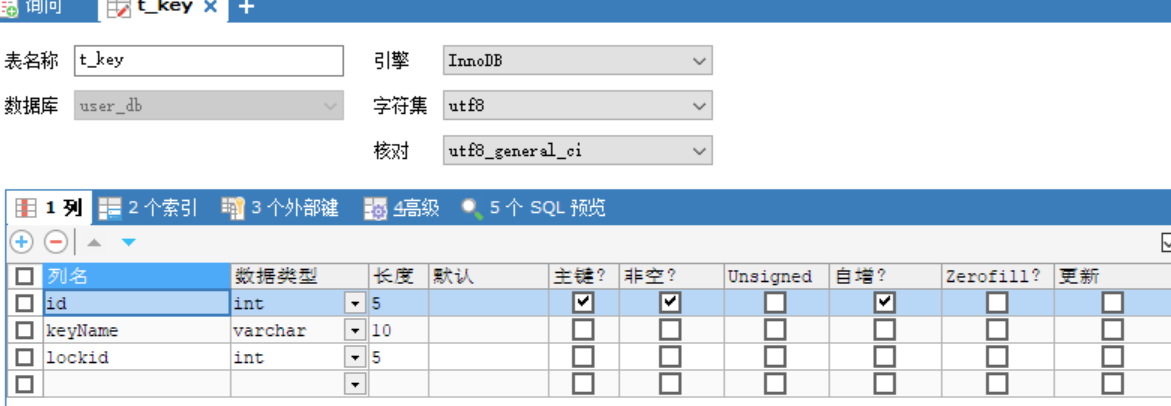 询问 t_key × +
表名称 t_key 引擎 InnoDB
数据库 user_db 字符集 utf8
核对 utf8_general_ci
1 列 2 个索引 3 个外部键 4高级 5 个 SQL 预览
列名 数据类型 长度 默认 主键? 非空? Unsigned 自增? Zerofill? 更新
id int 5
keyName varchar 10
lockid int 5